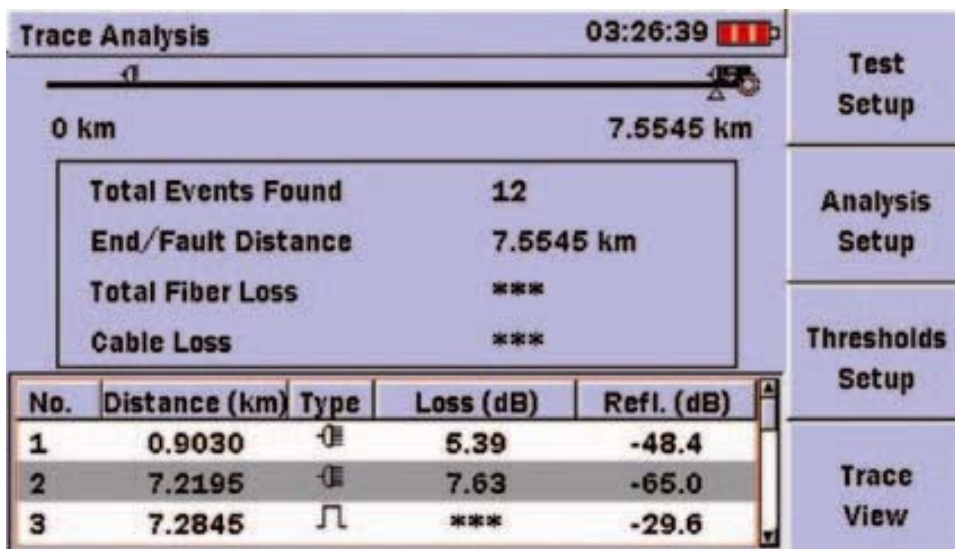 Trace Analysis 03:26:39
0 km 7.5545 km
Total Events Found 12
End/Fault Distance 7.5545 km
Total Fiber Loss ***
Cable Loss ***
No. Distance (km) Type Loss (dB) Refl. (dB)
1 0.9030 5.39 -48.4
2 7.2195 7.63 -65.0
3 7.2845 *** -29.6
Test
Setup
Analysis
Setup
Thresholds
Setup
Trace
View